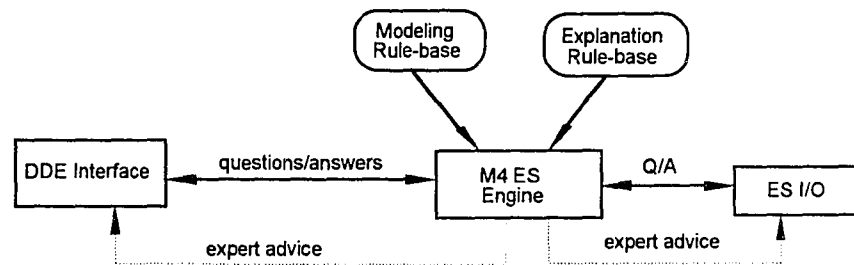 Modeling
Rule-base
Explanation
Rule-base
DDE Interface
questions/answers
M4 ES
Engine
Q/A
ES I/O
expert advice
expert advice